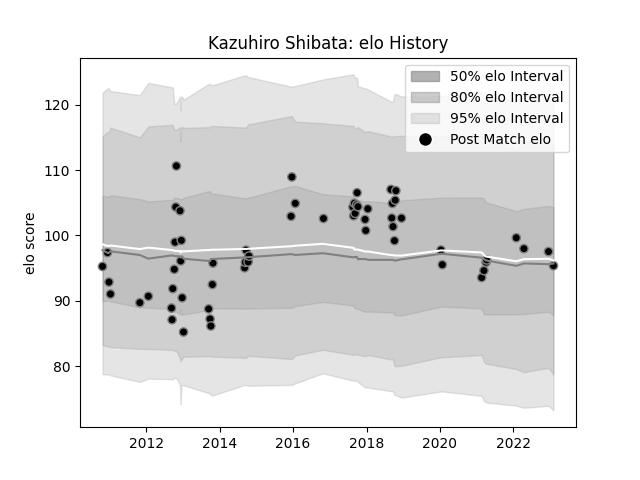 Kazuhiro Shibata: elo History
50% elo Interval
80% elo Interval
95% elo Interval
Post Match elo
elo score
120
110
100
90
80
2012
2014
2016
2018
2020
2022